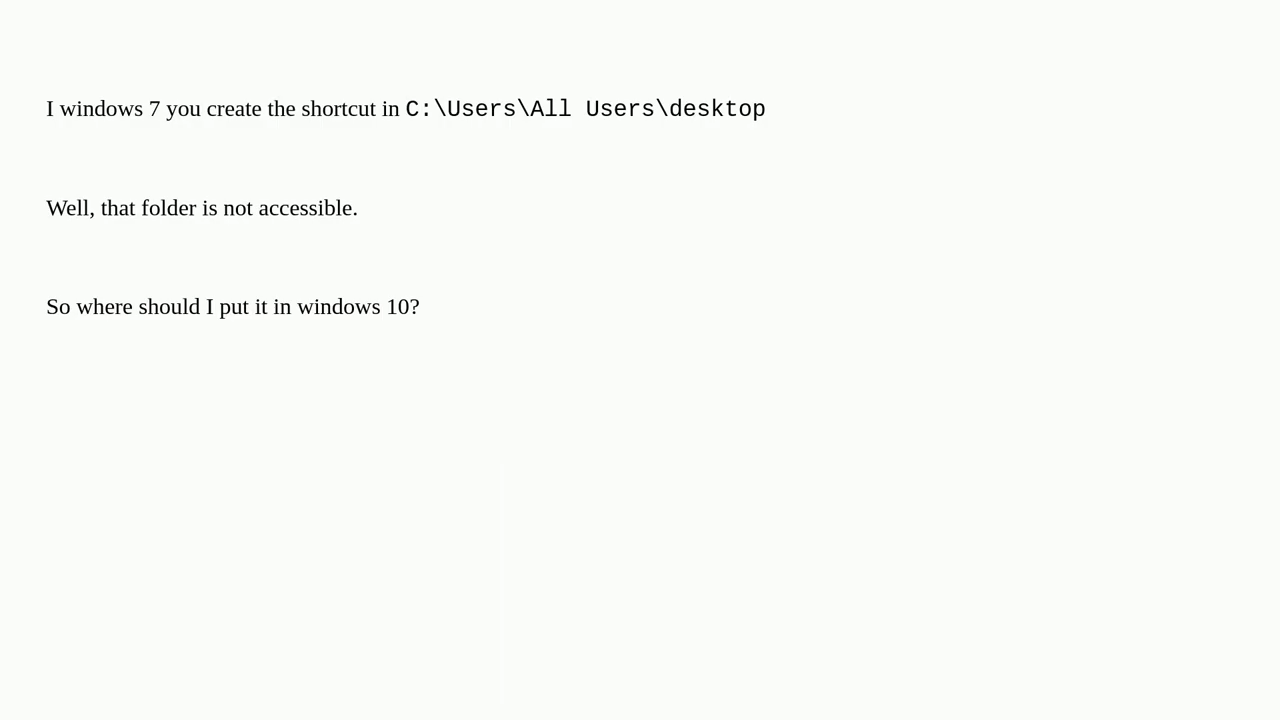 I windows 7 you create the shortcut in C:\Users\All Users\desktop
Well, that folder is not accessible.
So where should I put it in windows 10?